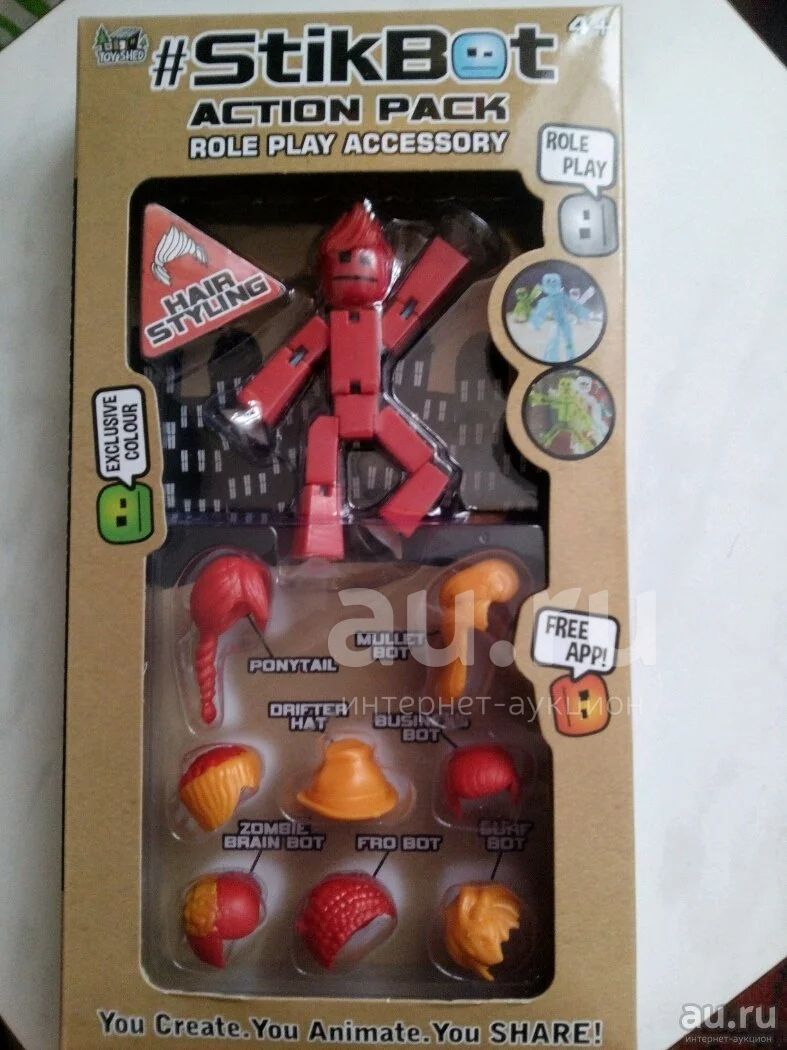 TOY SHED
#StikBot
4+
ACTION PACK
ROLE PLAY ACCESSORY
ROLE
PLAY
HAIR
STYLING
EXCLUSIVE
COLOUR
FREE
APP!
PONYTAIL
MULLET
BOT
DRIFTER
HAT
BUSINESS
BOT
ZOMBIE
BRAIN BOT
FRO BOT
SURF
BOT
au.ru
интернет-аукцион
You Create. You Animate. You SHARE!
au.ru
интернет-аукцион